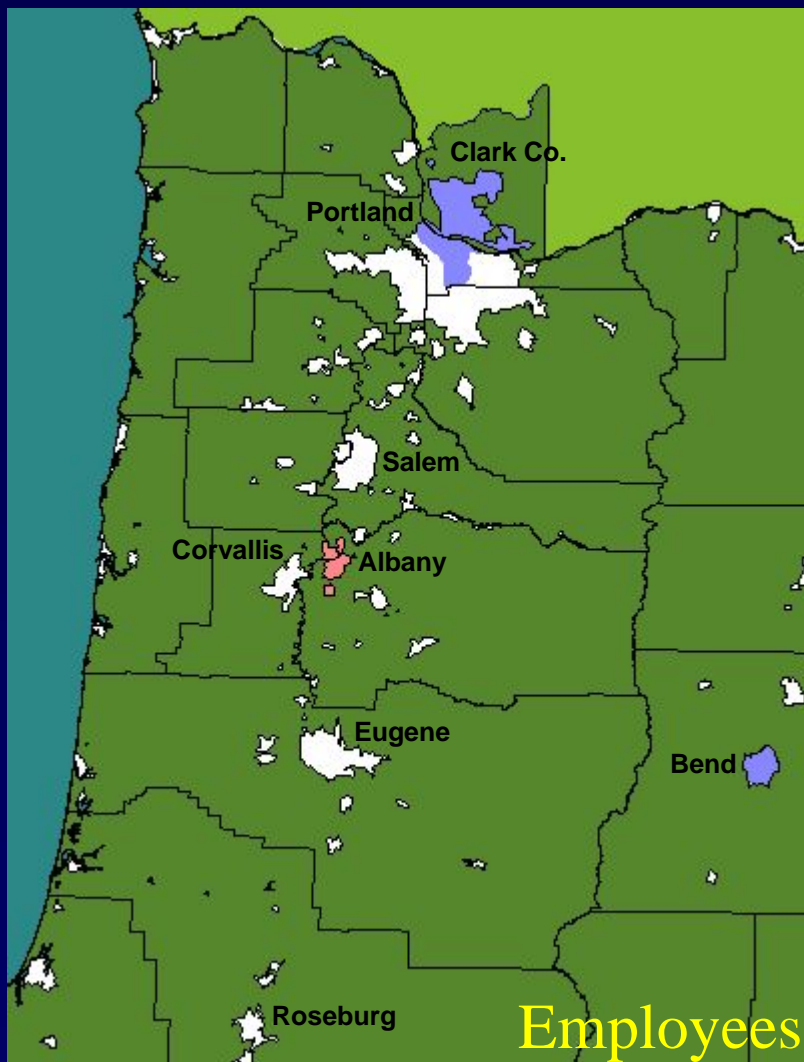 Clark Co.
Portland
Salem
Corvallis
Albany
Eugene
Bend
Roseburg
Employees